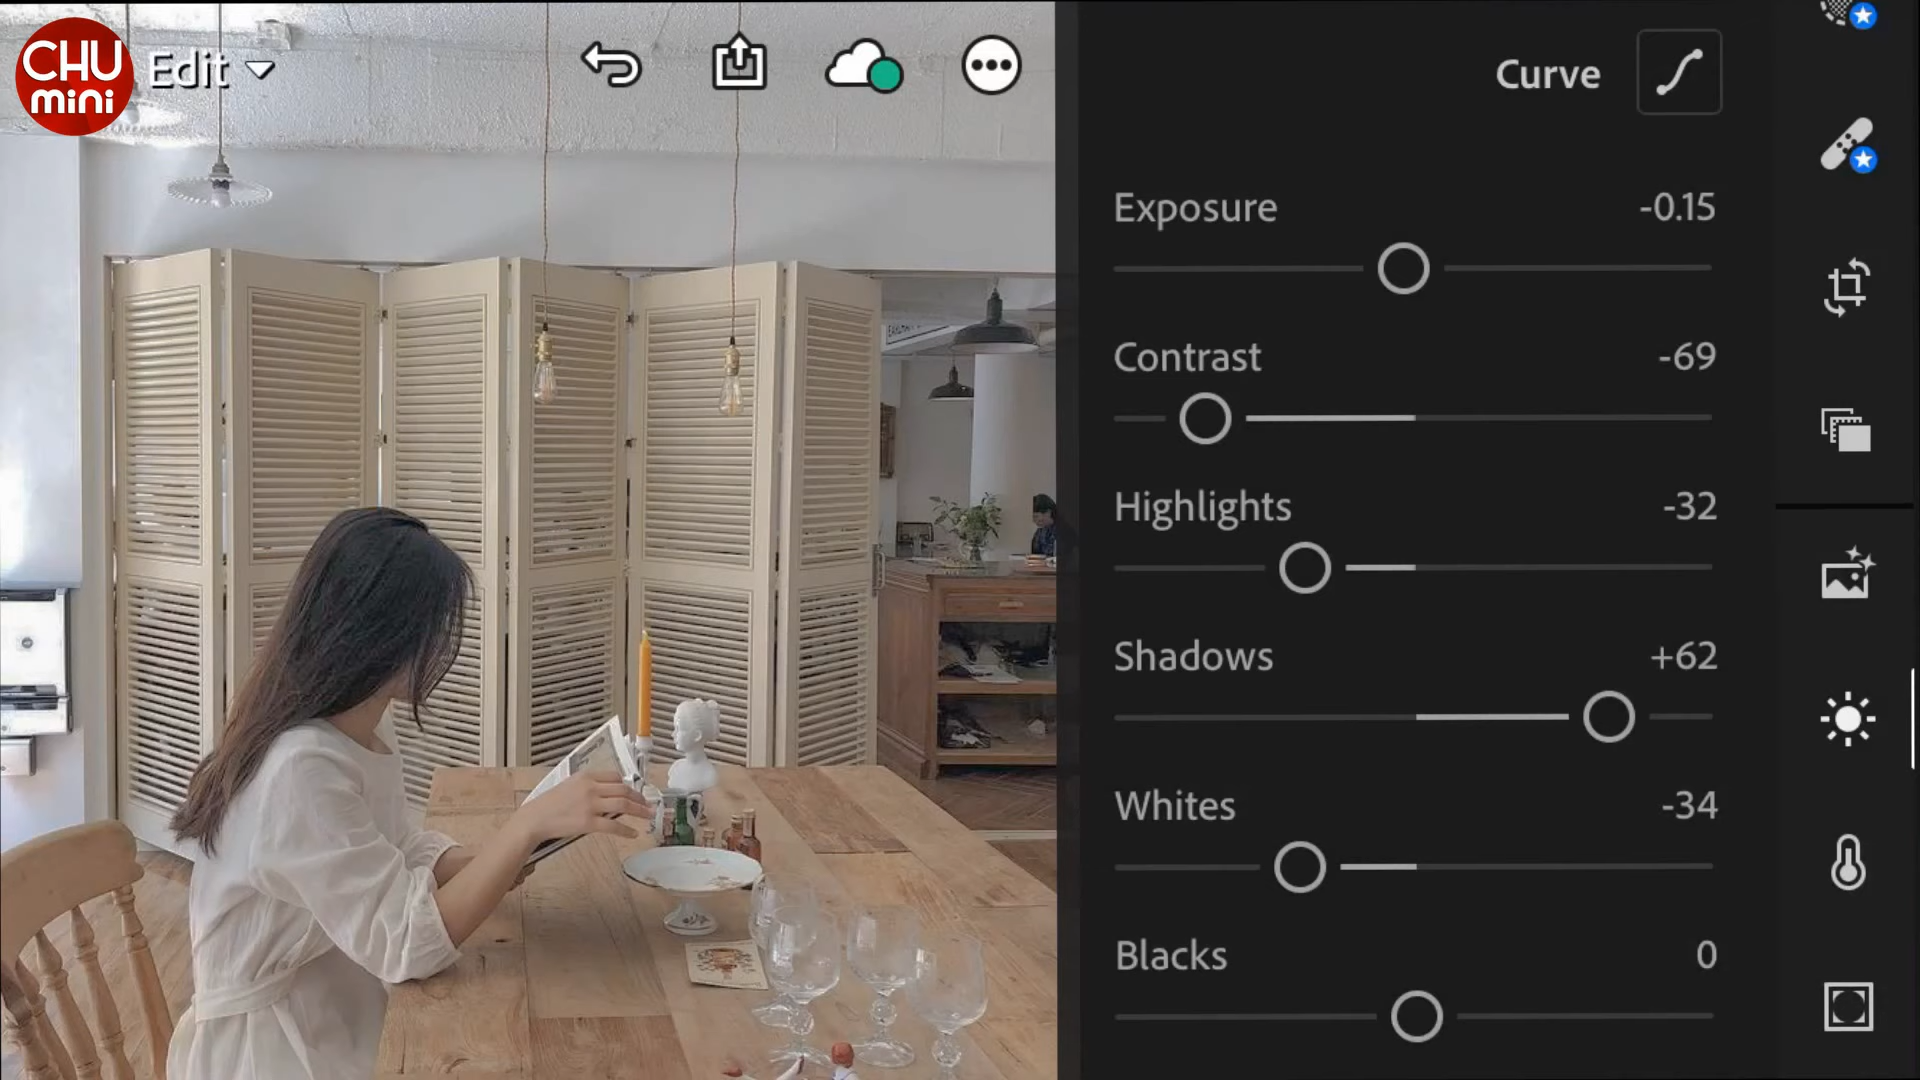 CHU
mini
Edit
Curve
Exposure -0.15
Contrast -69
Highlights -32
Shadows +62
Whites -34
Blacks 0